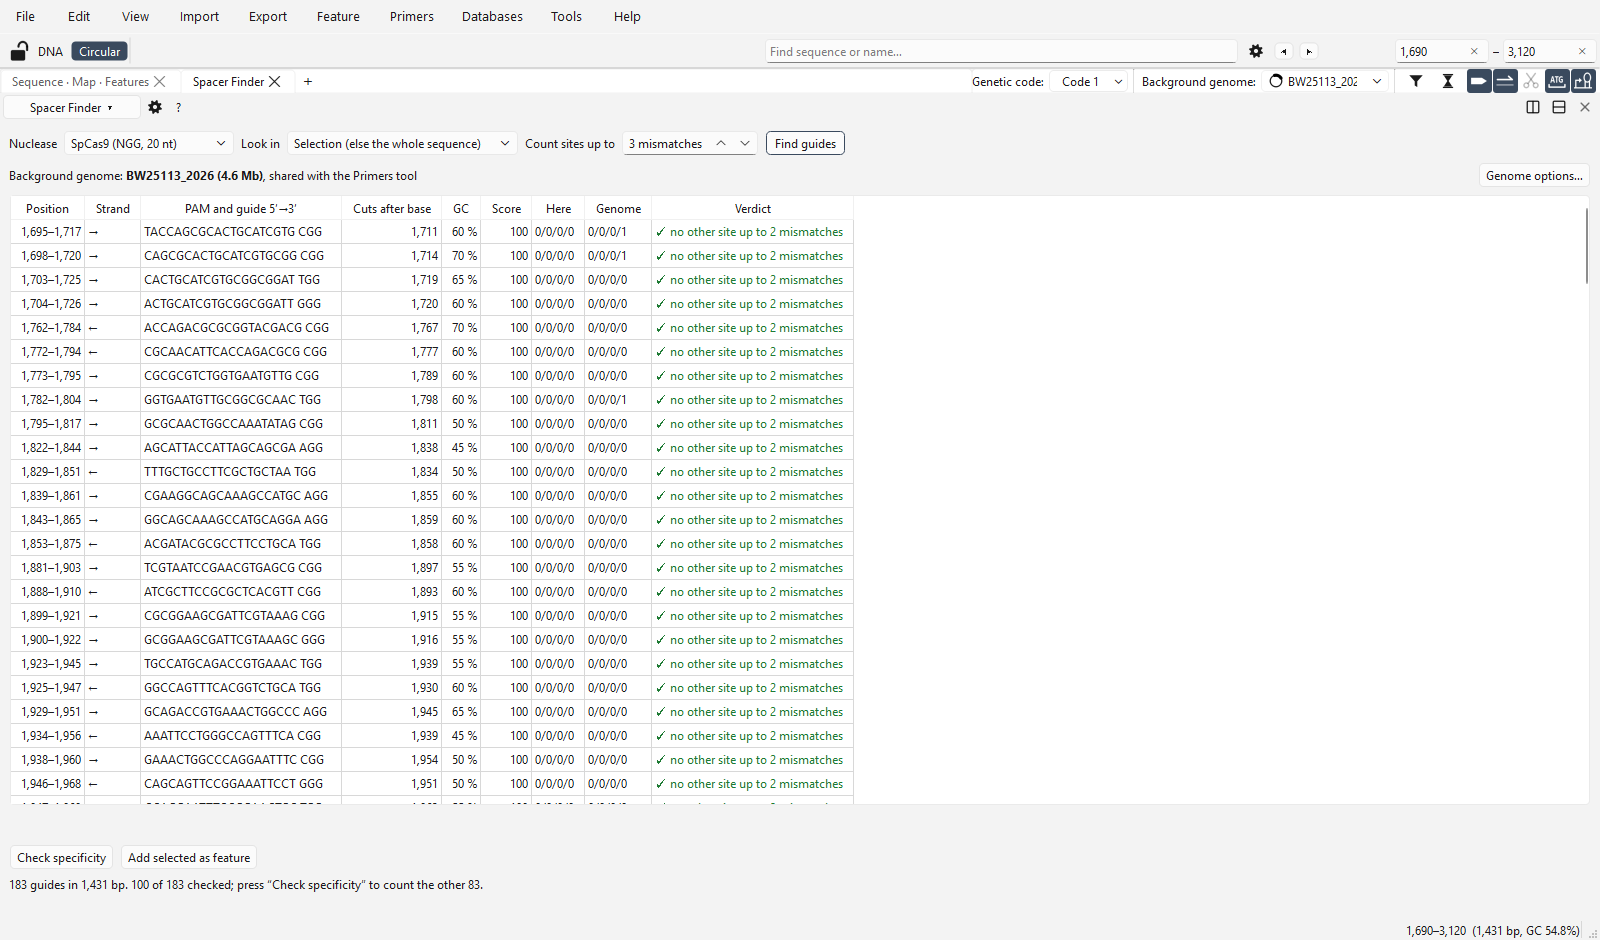 File Edit View Import Export Feature Primers Databases Tools Help
DNA Circular Find sequence or name... 1,690 × – 3,120 ×
Sequence · Map · Features Spacer Finder + Genetic code: Code 1 Background genome: BW25113_202 ATG
Spacer Finder ?
Nuclease SpCas9 (NGG, 20 nt) Look in Selection (else the whole sequence) Count sites up to 3 mismatches Find guides
Background genome: BW25113_2026 (4.6 Mb), shared with the Primers tool Genome options...
Position Strand PAM and guide 5′→3′ Cuts after base GC Score Here Genome Verdict
1,695–1,717 → TACCAGCGCACTGCATCGTG CGG 1,711 60 % 100 0/0/0/0 0/0/0/1 ✓ no other site up to 2 mismatches
1,698–1,720 → CAGCGCACTGCATCGTGCGG CGG 1,714 70 % 100 0/0/0/0 0/0/0/1 ✓ no other site up to 2 mismatches
1,703–1,725 → CACTGCATCGTGCGGCGGAT TGG 1,719 65 % 100 0/0/0/0 0/0/0/0 ✓ no other site up to 2 mismatches
1,704–1,726 → ACTGCATCGTGCGGCGGATT GGG 1,720 60 % 100 0/0/0/0 0/0/0/0 ✓ no other site up to 2 mismatches
1,762–1,784 ← ACCAGACGCGCGGTACGACG CGG 1,767 70 % 100 0/0/0/0 0/0/0/0 ✓ no other site up to 2 mismatches
1,772–1,794 ← CGCAACATTCACCAGACGCG CGG 1,777 60 % 100 0/0/0/0 0/0/0/0 ✓ no other site up to 2 mismatches
1,773–1,795 → CGCGCGTCTGGTGAATGTTG CGG 1,789 60 % 100 0/0/0/0 0/0/0/0 ✓ no other site up to 2 mismatches
1,782–1,804 → GGTGAATGTTGCGGCGCAAC TGG 1,798 60 % 100 0/0/0/0 0/0/0/1 ✓ no other site up to 2 mismatches
1,795–1,817 → GCGCAACTGGCCAAATATAG CGG 1,811 50 % 100 0/0/0/0 0/0/0/0 ✓ no other site up to 2 mismatches
1,822–1,844 → AGCATTACCATTAGCAGCGA AGG 1,838 45 % 100 0/0/0/0 0/0/0/0 ✓ no other site up to 2 mismatches
1,829–1,851 ← TTTGCTGCCTTCGCTGCTAA TGG 1,834 50 % 100 0/0/0/0 0/0/0/0 ✓ no other site up to 2 mismatches
1,839–1,861 → CGAAGGCAGCAAAGCCATGC AGG 1,855 60 % 100 0/0/0/0 0/0/0/0 ✓ no other site up to 2 mismatches
1,843–1,865 → GGCAGCAAAGCCATGCAGGA AGG 1,859 60 % 100 0/0/0/0 0/0/0/0 ✓ no other site up to 2 mismatches
1,853–1,875 ← ACGATACGCGCCTTCCTGCA TGG 1,858 60 % 100 0/0/0/0 0/0/0/0 ✓ no other site up to 2 mismatches
1,881–1,903 → TCGTAATCCGAACGTGAGCG CGG 1,897 55 % 100 0/0/0/0 0/0/0/0 ✓ no other site up to 2 mismatches
1,888–1,910 ← ATCGCTTCCGCGCTCACGTT CGG 1,893 60 % 100 0/0/0/0 0/0/0/0 ✓ no other site up to 2 mismatches
1,899–1,921 → CGCGGAAGCGATTCGTAAAG CGG 1,915 55 % 100 0/0/0/0 0/0/0/0 ✓ no other site up to 2 mismatches
1,900–1,922 → GCGGAAGCGATTCGTAAAGC GGG 1,916 55 % 100 0/0/0/0 0/0/0/0 ✓ no other site up to 2 mismatches
1,923–1,945 → TGCCATGCAGACCGTGAAAC TGG 1,939 55 % 100 0/0/0/0 0/0/0/0 ✓ no other site up to 2 mismatches
1,925–1,947 ← GGCCAGTTTCACGGTCTGCA TGG 1,930 60 % 100 0/0/0/0 0/0/0/0 ✓ no other site up to 2 mismatches
1,929–1,951 → GCAGACCGTGAAACTGGCCC AGG 1,945 65 % 100 0/0/0/0 0/0/0/0 ✓ no other site up to 2 mismatches
1,934–1,956 ← AAATTCCTGGGCCAGTTTCA CGG 1,939 45 % 100 0/0/0/0 0/0/0/0 ✓ no other site up to 2 mismatches
1,938–1,960 → GAAACTGGCCCAGGAATTTC CGG 1,954 50 % 100 0/0/0/0 0/0/0/0 ✓ no other site up to 2 mismatches
1,946–1,968 ← CAGCAGTTCCGGAAATTCCT GGG 1,951 50 % 100 0/0/0/0 0/0/0/0 ✓ no other site up to 2 mismatches
Check specificity Add selected as feature
183 guides in 1,431 bp. 100 of 183 checked; press “Check specificity” to count the other 83.
1,690–3,120 (1,431 bp, GC 54.8%)